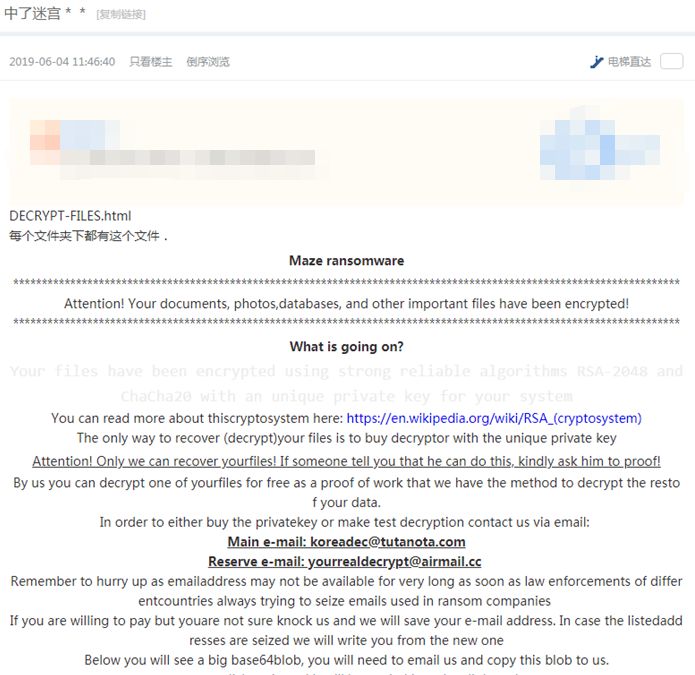 中了迷宫 * * [复制链接]
2019-06-04 11:46:40 只看楼主 倒序浏览 电梯直达
DECRYPT-FILES.html
每个文件夹下都有这个文件．
Maze ransomware
***********************************************************************************************************************
Attention! Your documents, photos,databases, and other important files have been encrypted!
***********************************************************************************************************************
What is going on?
Your files have been encrypted using strong reliable algorithms RSA-2048 and
ChaCha20 with an unique private key for your system
You can read more about thiscryptosystem here: https://en.wikipedia.org/wiki/RSA_(cryptosystem)
The only way to recover (decrypt)your files is to buy decryptor with the unique private key
Attention! Only we can recover yourfiles! If someone tell you that he can do this, kindly ask him to proof!
By us you can decrypt one of yourfiles for free as a proof of work that we have the method to decrypt the resto
f your data.
In order to either buy the privatekey or make test decryption contact us via email:
Main e-mail: koreadec@tutanota.com
Reserve e-mail: yourrealdecrypt@airmail.cc
Remember to hurry up as emailaddress may not be available for very long as soon as law enforcements of differ
entcountries always trying to seize emails used in ransom companies
If you are willing to pay but youare not sure knock us and we will save your e-mail address. In case the listedadd
resses are seized we will write you from the new one
Below you will see a big base64blob, you will need to email us and copy this blob to us.